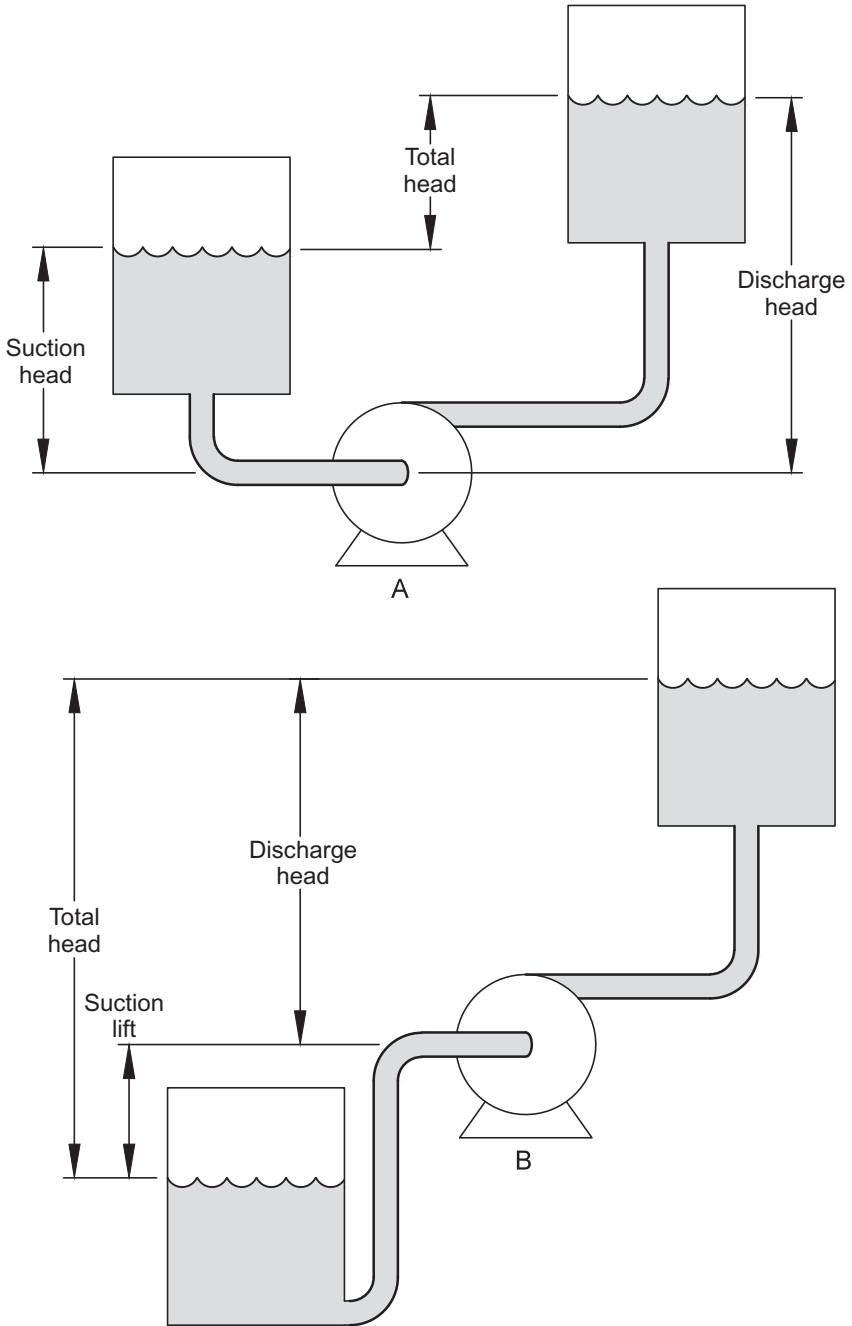 Total
head
Suction
head
Discharge
head
A
Discharge
head
Total
head
Suction
lift
B